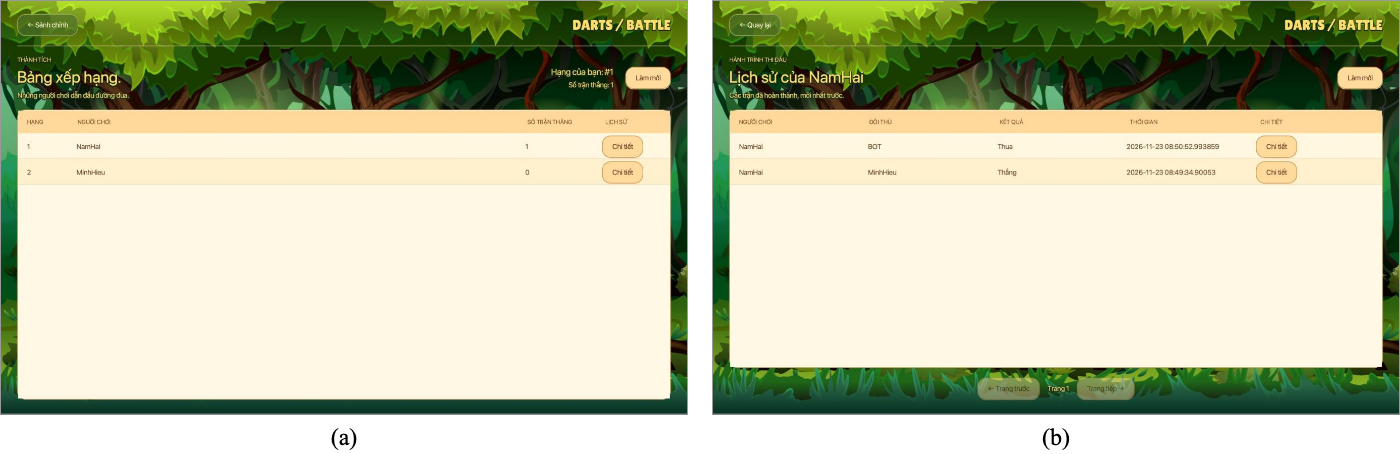 ← Sảnh chính
DARTS / BATTLE
THÀNH TÍCH
Bảng xếp hạng.
Những người chơi dẫn đầu đường đua.
Hạng của bạn: #1
Số trận thắng: 1
Làm mới
HẠNG NGƯỜI CHƠI SỐ TRẬN THẮNG LỊCH SỬ
1 NamHai 1 Chi tiết
2 MinhHieu 0 Chi tiết
(a)
← Quay lại
DARTS / BATTLE
HÀNH TRÌNH THI ĐẤU
Lịch sử của NamHai
Các trận đã hoàn thành, mới nhất trước.
Làm mới
NGƯỜI CHƠI ĐỐI THỦ KẾT QUẢ THỜI GIAN CHI TIẾT
NamHai BOT Thua 2026-11-23 08:50:52.993859 Chi tiết
NamHai MinhHieu Thắng 2026-11-23 08:49:34.90053 Chi tiết
← Trang trước Trang 1 Trang tiếp →
(b)